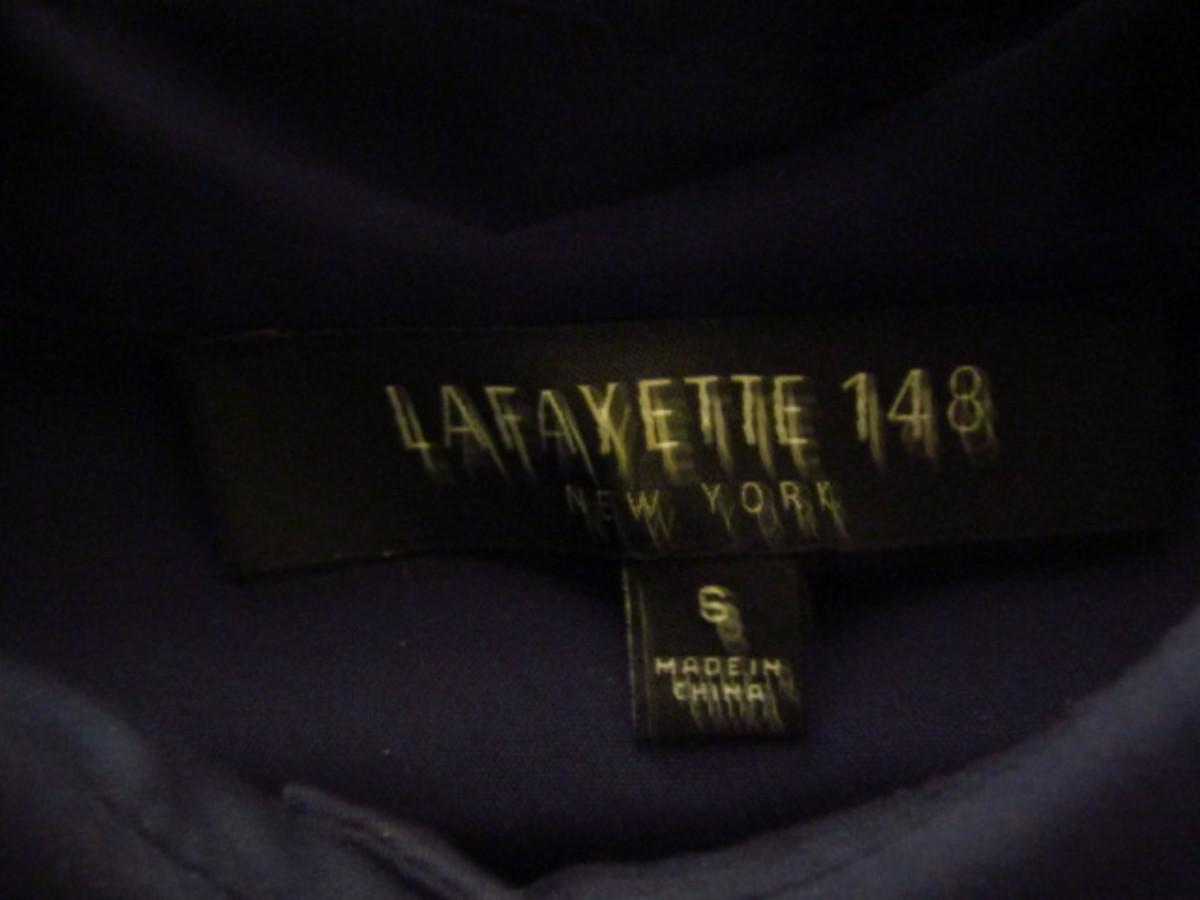 LAFAYETTE 148
NEW YORK
S
MADE IN
CHINA